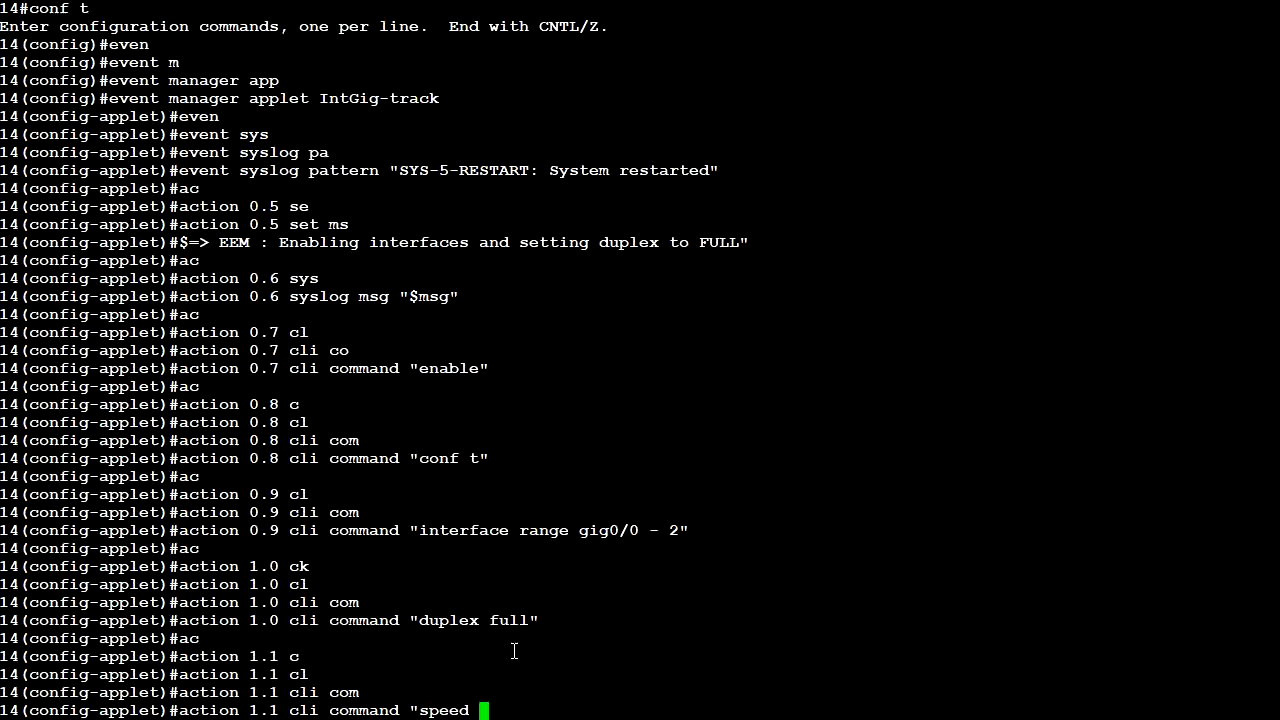 14#conf t
Enter configuration commands, one per line.  End with CNTL/Z.
14(config)#even
14(config)#event m
14(config)#event manager app
14(config)#event manager applet IntGig-track
14(config-applet)#even
14(config-applet)#event sys
14(config-applet)#event syslog pa
14(config-applet)#event syslog pattern "SYS-5-RESTART: System restarted"
14(config-applet)#ac
14(config-applet)#action 0.5 se
14(config-applet)#action 0.5 set ms
14(config-applet)#$=> EEM : Enabling interfaces and setting duplex to FULL"
14(config-applet)#ac
14(config-applet)#action 0.6 sys
14(config-applet)#action 0.6 syslog msg "$msg"
14(config-applet)#ac
14(config-applet)#action 0.7 cl
14(config-applet)#action 0.7 cli co
14(config-applet)#action 0.7 cli command "enable"
14(config-applet)#ac
14(config-applet)#action 0.8 c
14(config-applet)#action 0.8 cl
14(config-applet)#action 0.8 cli com
14(config-applet)#action 0.8 cli command "conf t"
14(config-applet)#ac
14(config-applet)#action 0.9 cl
14(config-applet)#action 0.9 cli com
14(config-applet)#action 0.9 cli command "interface range gig0/0 - 2"
14(config-applet)#ac
14(config-applet)#action 1.0 ck
14(config-applet)#action 1.0 cl
14(config-applet)#action 1.0 cli com
14(config-applet)#action 1.0 cli command "duplex full"
14(config-applet)#ac
14(config-applet)#action 1.1 c
14(config-applet)#action 1.1 cl
14(config-applet)#action 1.1 cli com
14(config-applet)#action 1.1 cli command "speed